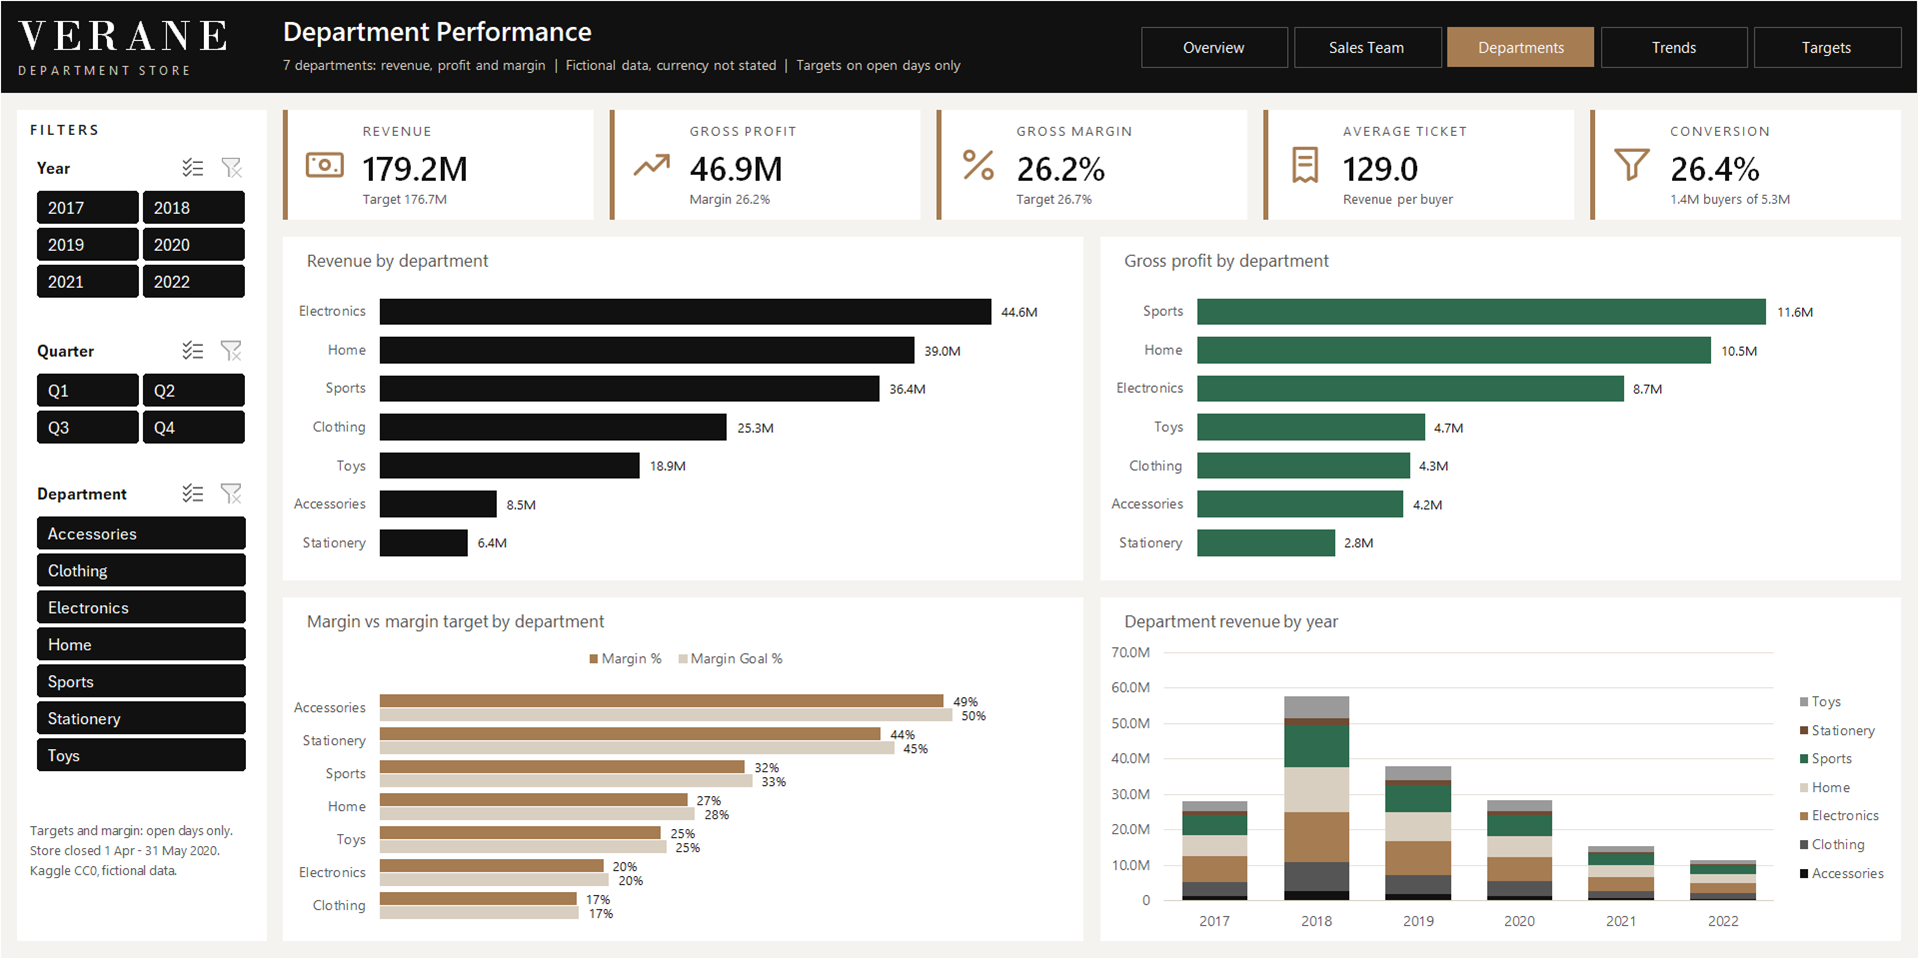 VERANE
DEPARTMENT STORE
Department Performance
7 departments: revenue, profit and margin | Fictional data, currency not stated | Targets on open days only
Overview
Sales Team
Departments
Trends
Targets
FILTERS
Year
2017
2018
2019
2020
2021
2022
Quarter
Q1
Q2
Q3
Q4
Department
Accessories
Clothing
Electronics
Home
Sports
Stationery
Toys
Targets and margin: open days only.
Store closed 1 Apr - 31 May 2020.
Kaggle CC0, fictional data.
REVENUE
179.2M
Target 176.7M
GROSS PROFIT
46.9M
Margin 26.2%
GROSS MARGIN
26.2%
Target 26.7%
AVERAGE TICKET
129.0
Revenue per buyer
CONVERSION
26.4%
1.4M buyers of 5.3M
Revenue by department
Electronics 44.6M
Home 39.0M
Sports 36.4M
Clothing 25.3M
Toys 18.9M
Accessories 8.5M
Stationery 6.4M
Gross profit by department
Sports 11.6M
Home 10.5M
Electronics 8.7M
Toys 4.7M
Clothing 4.3M
Accessories 4.2M
Stationery 2.8M
Margin vs margin target by department
Margin % Margin Goal %
Accessories 49% 50%
Stationery 44% 45%
Sports 32% 33%
Home 27% 28%
Toys 25% 25%
Electronics 20% 20%
Clothing 17% 17%
Department revenue by year
70.0M
60.0M
50.0M
40.0M
30.0M
20.0M
10.0M
0
2017 2018 2019 2020 2021 2022
Toys
Stationery
Sports
Home
Electronics
Clothing
Accessories